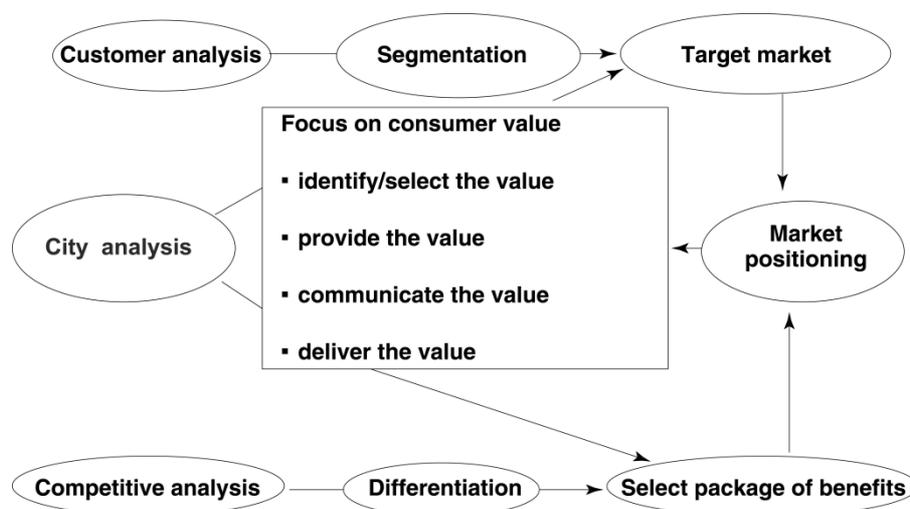 Customer analysis
Segmentation
Target market
Focus on consumer value
▪ identify/select the value
▪ provide the value
▪ communicate the value
▪ deliver the value
City analysis
Market
positioning
Competitive analysis
Differentiation
Select package of benefits